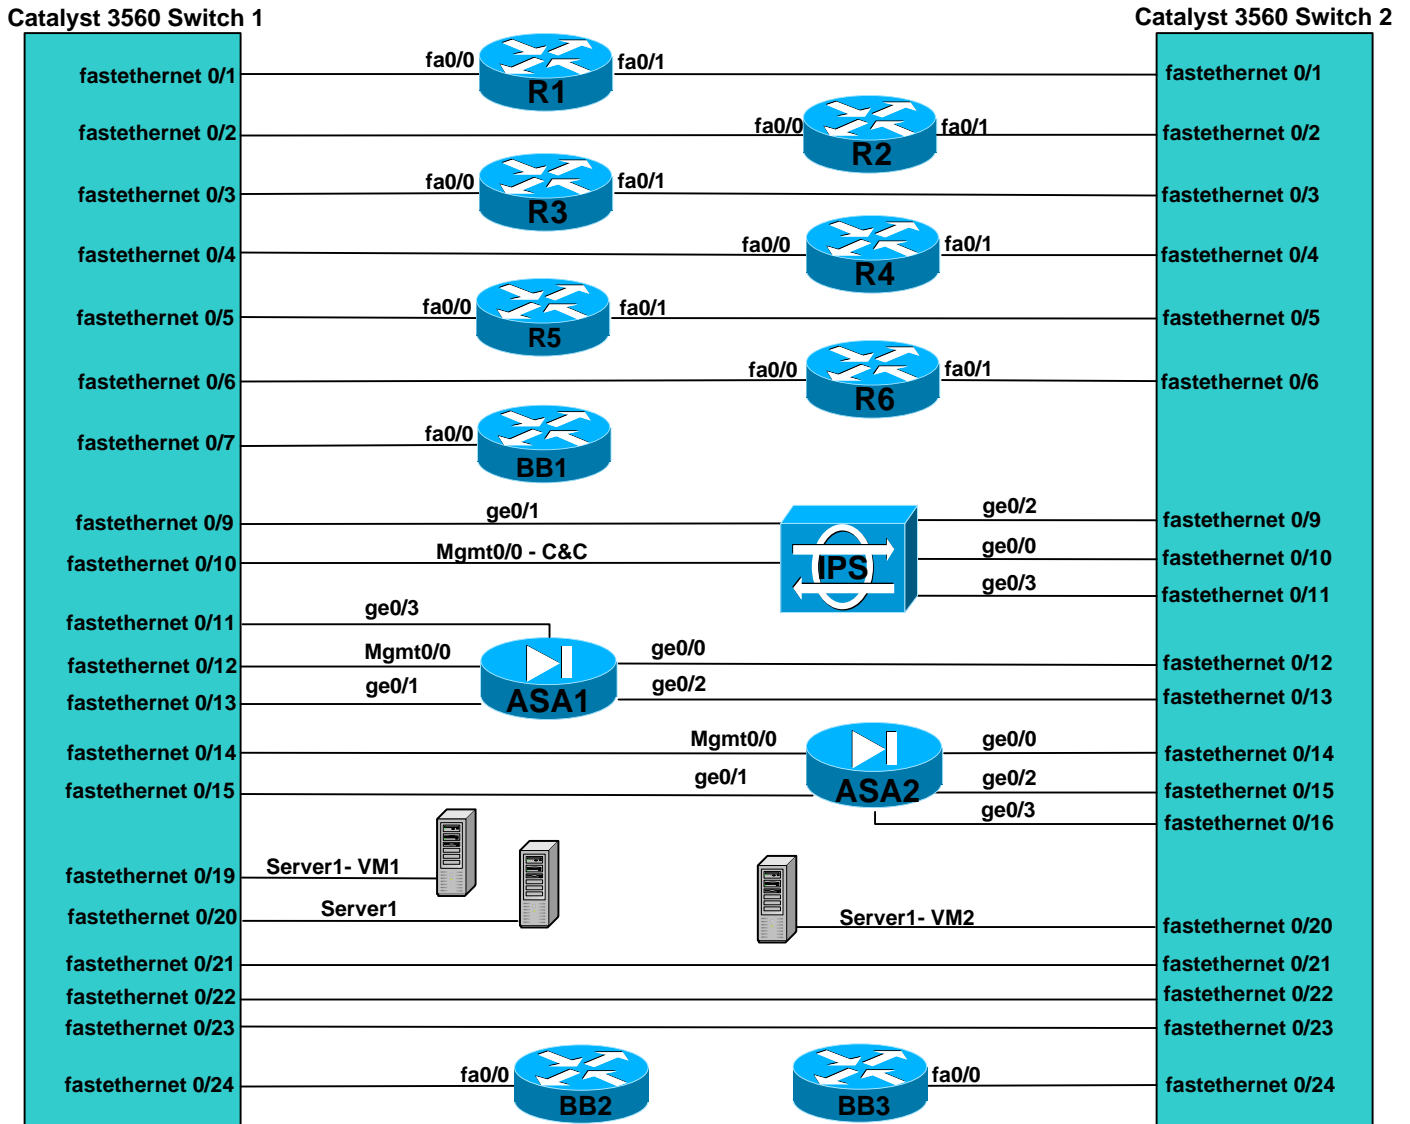 Catalyst 3560 Switch 1
Catalyst 3560 Switch 2
fastethernet 0/1
fa0/0
R1
fa0/1
fastethernet 0/1
fastethernet 0/2
fa0/0
R2
fa0/1
fastethernet 0/2
fastethernet 0/3
fa0/0
R3
fa0/1
fastethernet 0/3
fastethernet 0/4
fa0/0
R4
fa0/1
fastethernet 0/4
fastethernet 0/5
fa0/0
R5
fa0/1
fastethernet 0/5
fastethernet 0/6
fa0/0
R6
fa0/1
fastethernet 0/6
fastethernet 0/7
fa0/0
BB1
fastethernet 0/9
ge0/1
ge0/2
fastethernet 0/9
fastethernet 0/10
Mgmt0/0 - C&C
IPS
ge0/0
fastethernet 0/10
ge0/3
fastethernet 0/11
fastethernet 0/11
ge0/3
fastethernet 0/12
Mgmt0/0
ge0/0
fastethernet 0/12
fastethernet 0/13
ge0/1
ASA1
ge0/2
fastethernet 0/13
fastethernet 0/14
Mgmt0/0
ge0/0
fastethernet 0/14
fastethernet 0/15
ge0/1
ASA2
ge0/2
fastethernet 0/15
ge0/3
fastethernet 0/16
fastethernet 0/19
Server1- VM1
fastethernet 0/20
Server1
Server1- VM2
fastethernet 0/20
fastethernet 0/21
fastethernet 0/21
fastethernet 0/22
fastethernet 0/22
fastethernet 0/23
fastethernet 0/23
fastethernet 0/24
fa0/0
BB2
BB3
fa0/0
fastethernet 0/24